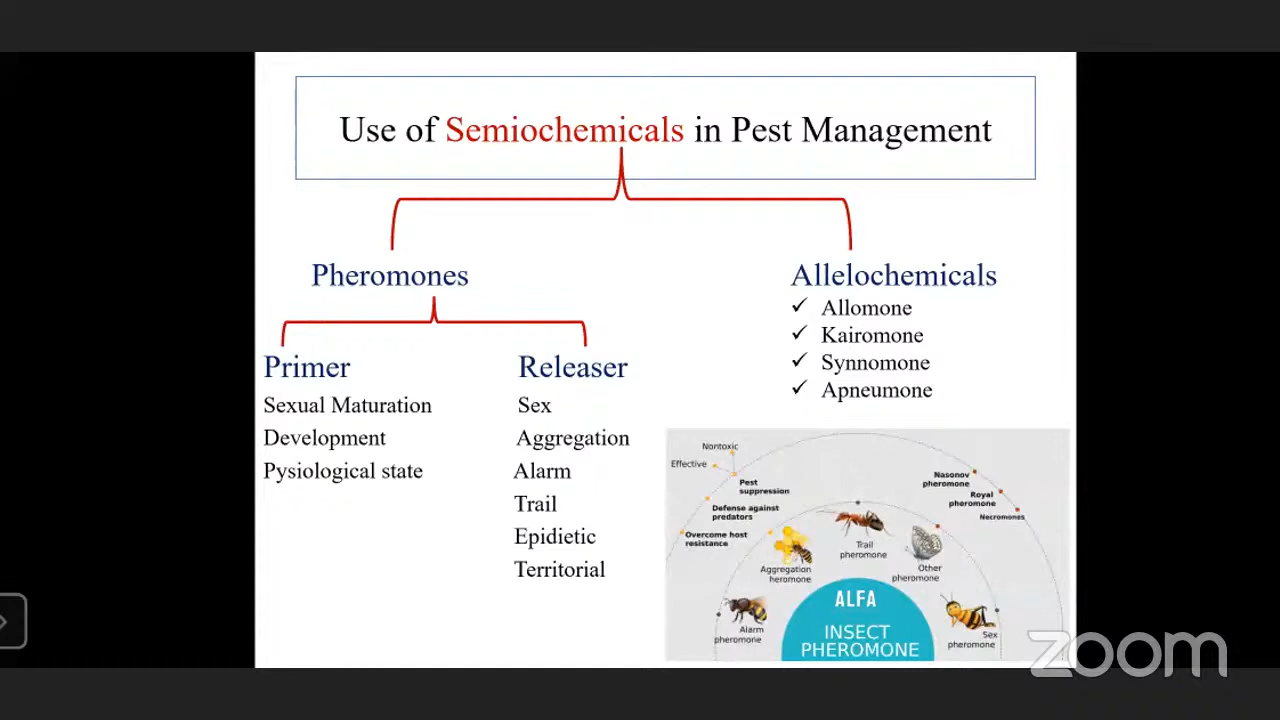 Use of Semiochemicals in Pest Management
Pheromones
Allelochemicals
Allomone
Kairomone
Synnomone
Apneumone
Primer
Sexual Maturation
Development
Pysiological state
Releaser
Sex
Aggregation
Alarm
Trail
Epidietic
Territorial
Nontoxic
Effective
Pest
suppression
Defense against
predators
Overcome host
resistance
Nasonov
pheromone
Royal
pheromone
Necromones
Aggregation
heromone
Trail
pheromone
Other
pheromone
Alarm
pheromone
Sex
pheromone
ALFA
INSECT
PHEROMONE
zoom